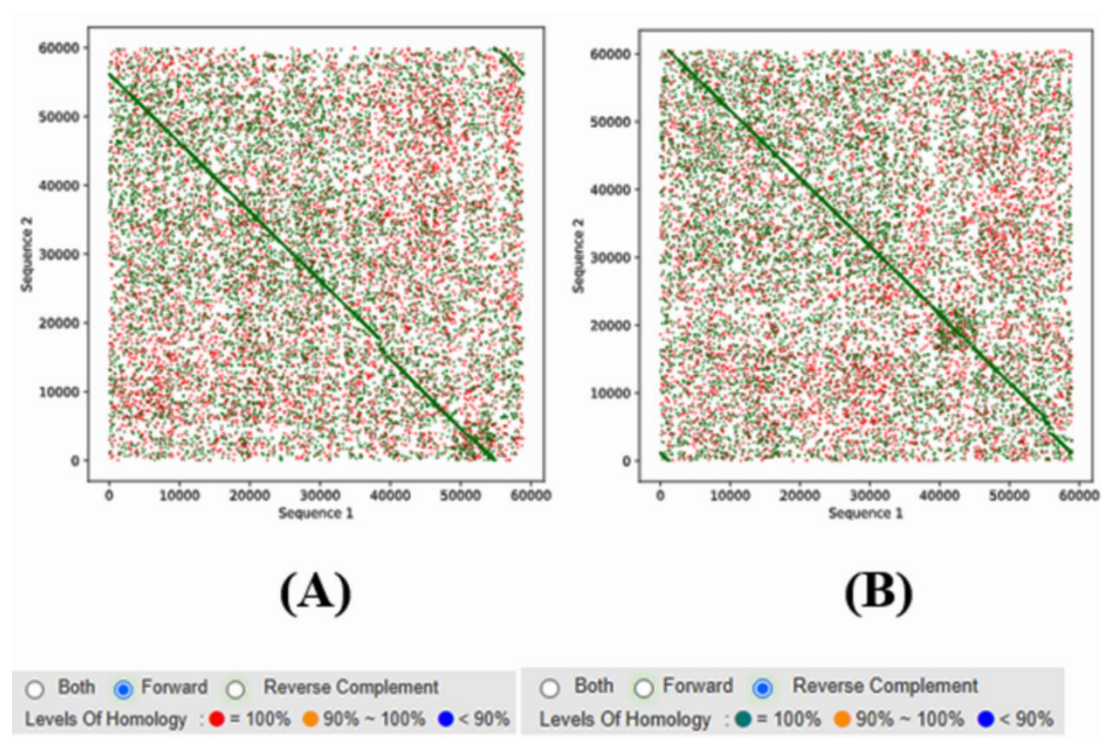 60000
50000
40000
30000
20000
10000
0
Sequence 2
0 10000 20000 30000 40000 50000 60000
Sequence 1
60000
50000
40000
30000
20000
10000
0
Sequence 2
0 10000 20000 30000 40000 50000 60000
Sequence 1
(A)
(B)
Both Forward Reverse Complement
Levels Of Homology : = 100% 90% ~ 100% < 90%
Both Forward Reverse Complement
Levels Of Homology : = 100% 90% ~ 100% < 90%